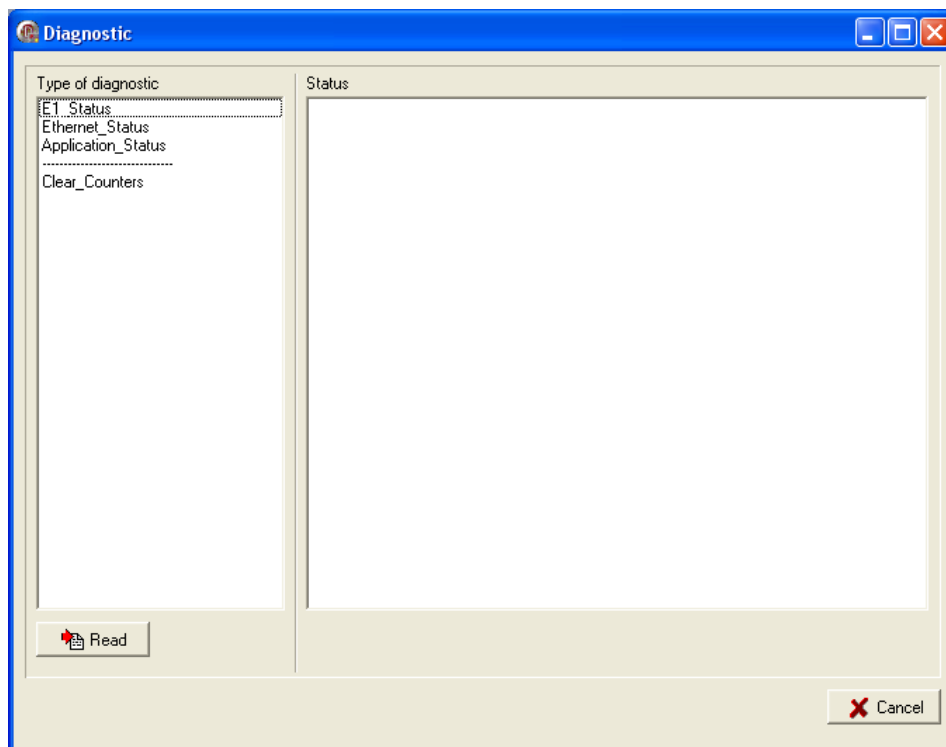 Diagnostic
Type of diagnostic
E1_Status
Ethernet_Status
Application_Status
------------------------------
Clear_Counters
Status
Read
Cancel